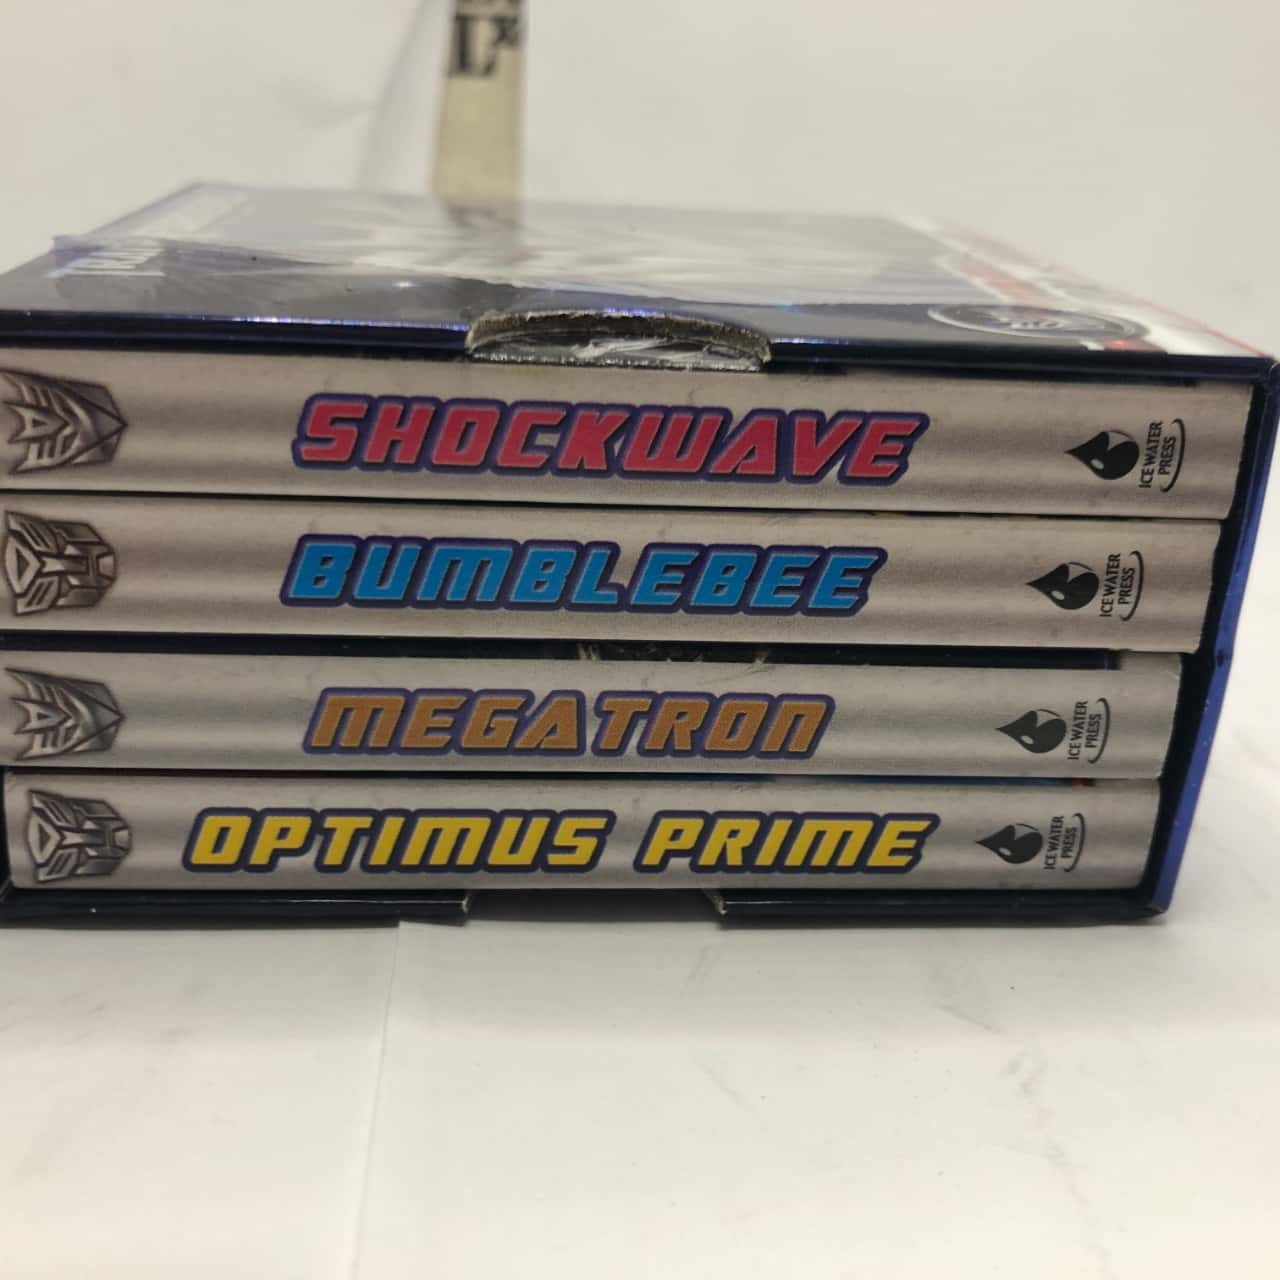 SHOCKWAVE
ICE WATER
PRESS
BUMBLEBEE
ICE WATER
PRESS
MEGATRON
ICE WATER
PRESS
OPTIMUS PRIME
ICE WATER
PRESS